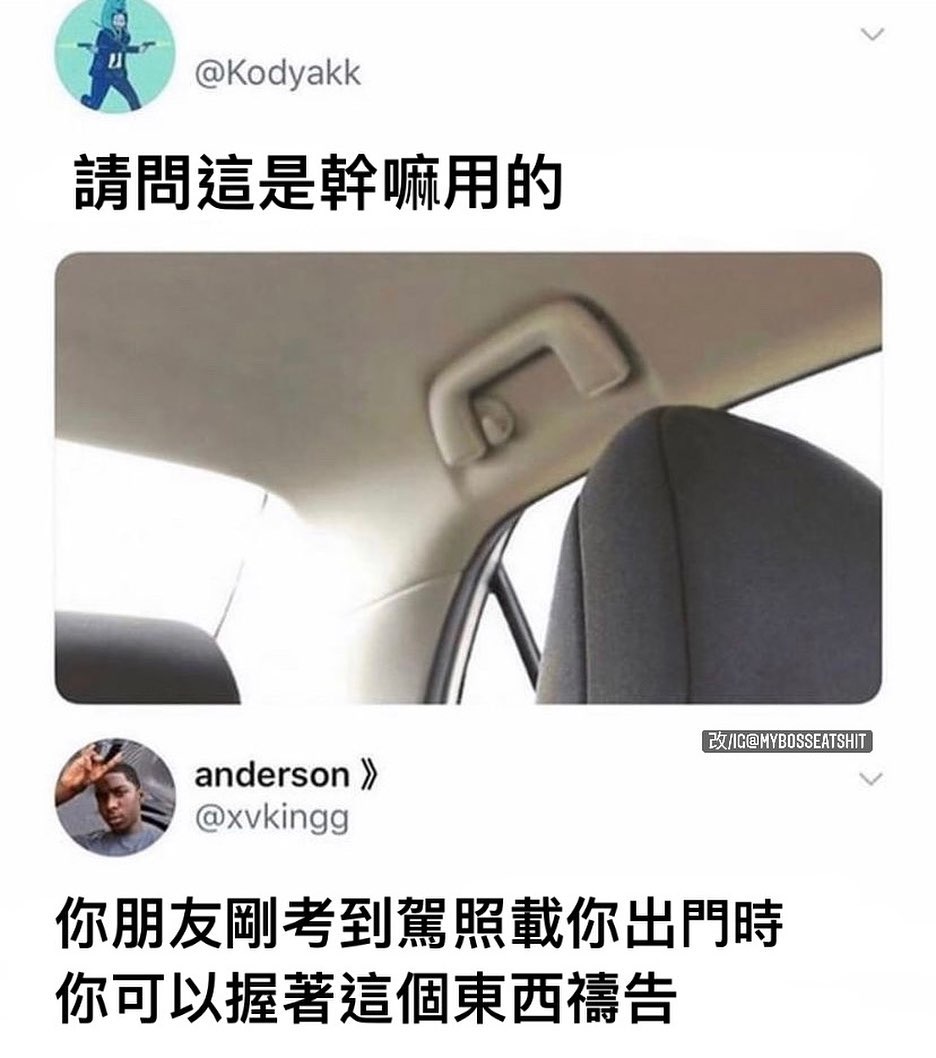 @Kodyakk
請問這是幹嘛用的
改/IG@MYBOSSEATSHIT
anderson 》
@xvkingg
你朋友剛考到駕照載你出門時
你可以握著這個東西禱告